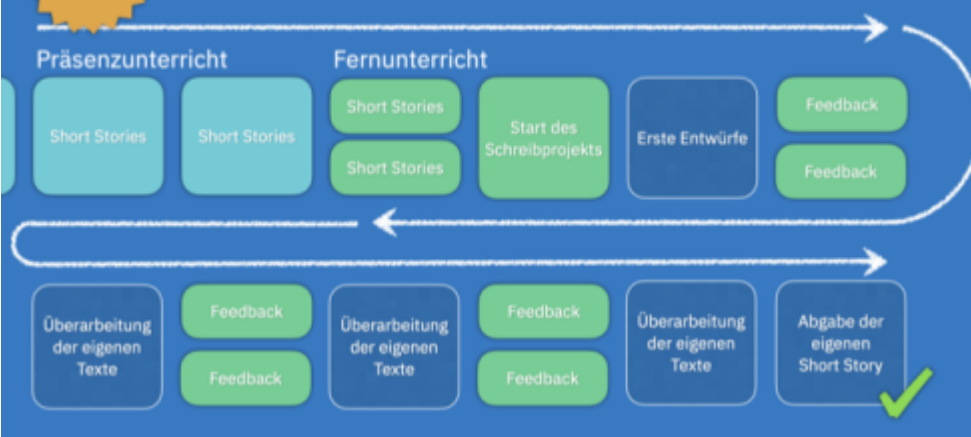 Präsenzunterricht
Fernunterricht
Short Stories
Short Stories
Short Stories
Short Stories
Start des
Schreibprojekts
Erste Entwürfe
Feedback
Feedback
Überarbeitung
der eigenen
Texte
Feedback
Feedback
Überarbeitung
der eigenen
Texte
Feedback
Feedback
Überarbeitung
der eigenen
Texte
Abgabe der
eigenen
Short Story